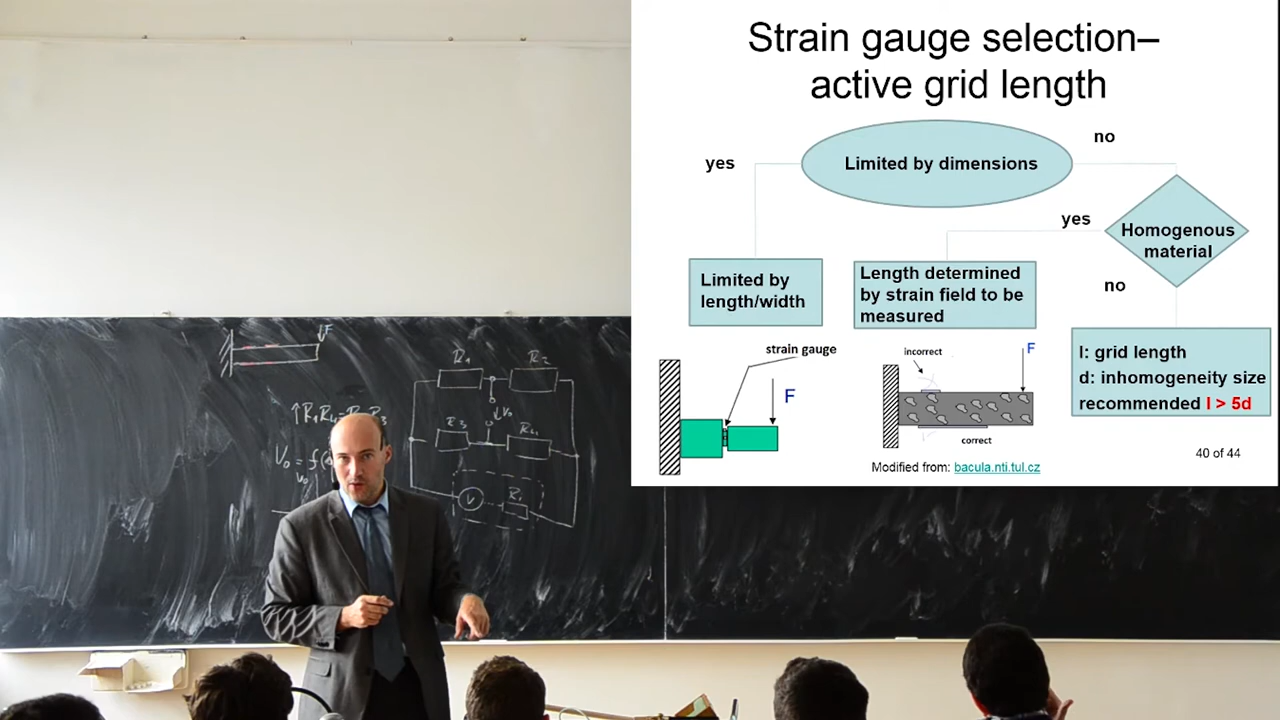 Strain gauge selection–
active grid length
no
yes
Limited by dimensions
yes
Homogenous
material
Limited by
length/width
Length determined
by strain field to be
measured
no
l: grid length
d: inhomogeneity size
recommended l > 5d
strain gauge
F
incorrect
F
correct
Modified from: bacula.nti.tul.cz
40 of 44
F
R1
R2
V0
R3
R4
V